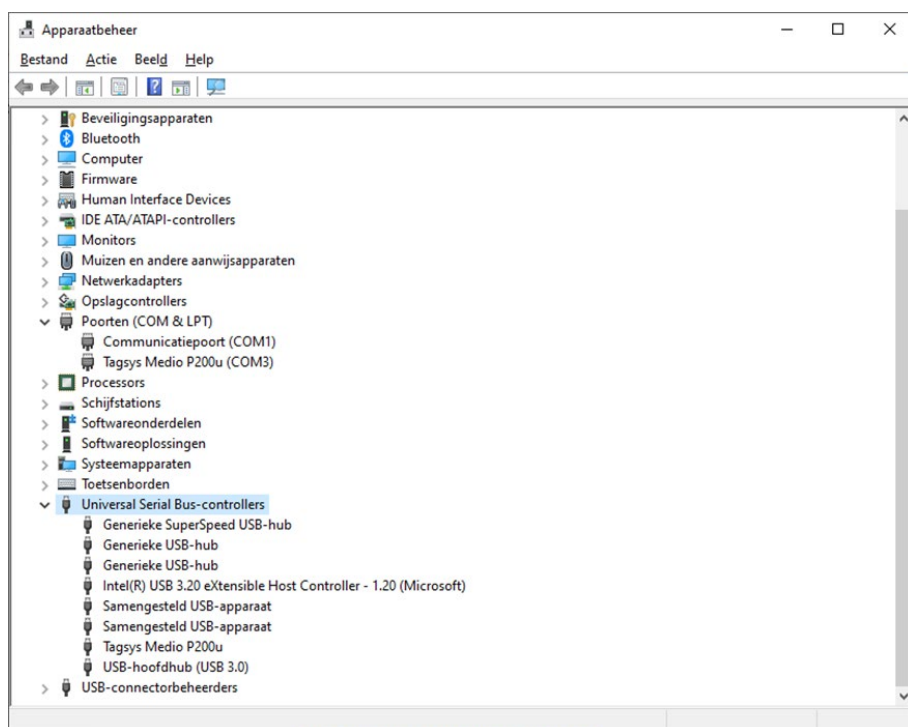 Apparaatbeheer
Bestand Actie Beeld Help
Beveiligingsapparaten
Bluetooth
Computer
Firmware
Human Interface Devices
IDE ATA/ATAPI-controllers
Monitors
Muizen en andere aanwijsapparaten
Netwerkadapters
Opslagcontrollers
Poorten (COM & LPT)
Communicatiepoort (COM1)
Tagsys Medio P200u (COM3)
Processors
Schijfstations
Softwareonderdelen
Softwareoplossingen
Systeemapparaten
Toetsenborden
Universal Serial Bus-controllers
Generieke SuperSpeed USB-hub
Generieke USB-hub
Generieke USB-hub
Intel(R) USB 3.20 eXtensible Host Controller - 1.20 (Microsoft)
Samengesteld USB-apparaat
Samengesteld USB-apparaat
Tagsys Medio P200u
USB-hoofdhub (USB 3.0)
USB-connectorbeheerders